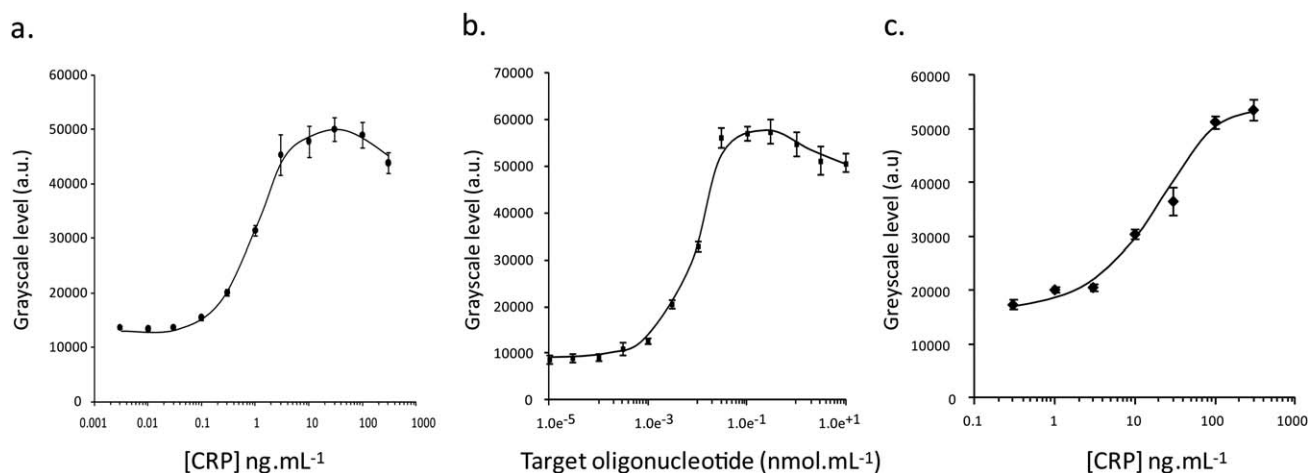 a.
60000
50000
40000
30000
20000
10000
0
Grayscale level (a.u.)
0.001 0.01 0.1 1 10 100 1000
[CRP] ng.mL-1
b.
70000
60000
50000
40000
30000
20000
10000
0
Grayscale level (a.u.)
1.0e-5 1.0e-3 1.0e-1 1.0e+1
Target oligonucleotide (nmol.mL-1)
c.
60000
50000
40000
30000
20000
10000
0
Greyscale level (a.u.)
0.1 1 10 100 1000
[CRP] ng.mL-1